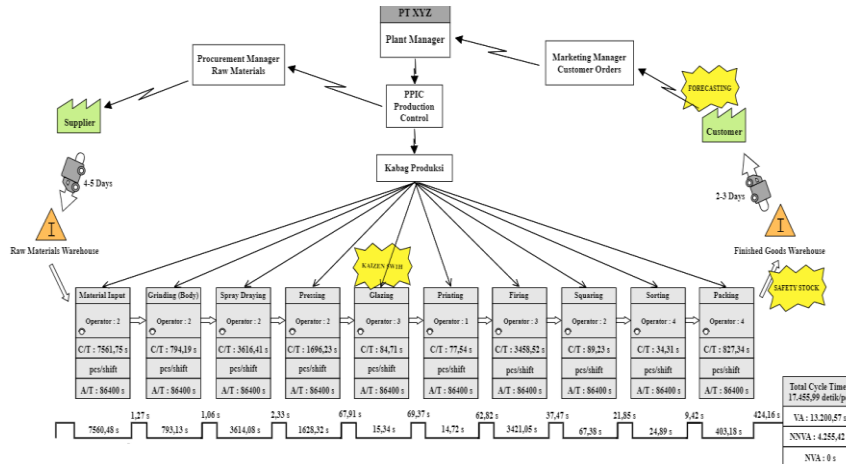 PT XYZ
Plant Manager
Procurement Manager
Raw Materials
Marketing Manager
Customer Orders
FORECASTING
PPIC
Production
Control
Supplier
Customer
Kabag Produksi
4-5 Days
2-3 Days
I
I
Raw Materials Warehouse
Finished Goods Warehouse
KAIZEN 5W1H
SAFETY STOCK
Material Input
Grinding (Body)
Spray Draying
Pressing
Glazing
Printing
Firing
Squaring
Sorting
Packing
Operator : 2
Operator : 2
Operator : 2
Operator : 2
Operator : 3
Operator : 1
Operator : 3
Operator : 2
Operator : 4
Operator : 4
C/T : 7561,75 s
C/T : 794,19 s
C/T : 3616,41 s
C/T : 1696,23 s
C/T : 84,71 s
C/T : 77,54 s
C/T : 3458,52 s
C/T : 89,23 s
C/T : 34,31 s
C/T : 827,34 s
pcs/shift
pcs/shift
pcs/shift
pcs/shift
pcs/shift
pcs/shift
pcs/shift
pcs/shift
pcs/shift
pcs/shift
A/T : 86400 s
A/T : 86400 s
A/T : 86400 s
A/T : 86400 s
A/T : 86400 s
A/T : 86400 s
A/T : 86400 s
A/T : 86400 s
A/T : 86400 s
A/T : 86400 s
1,27 s
1,06 s
2,33 s
67,91 s
69,37 s
62,82 s
37,47 s
21,85 s
9,42 s
424,16 s
7560,48 s
793,13 s
3614,08 s
1628,32 s
15,34 s
14,72 s
3421,05 s
67,38 s
24,89 s
403,18 s
Total Cycle Time
17.455,99 detik/p
VA : 13.200,57 s
NNVA : 4.255,42
NVA : 0 s